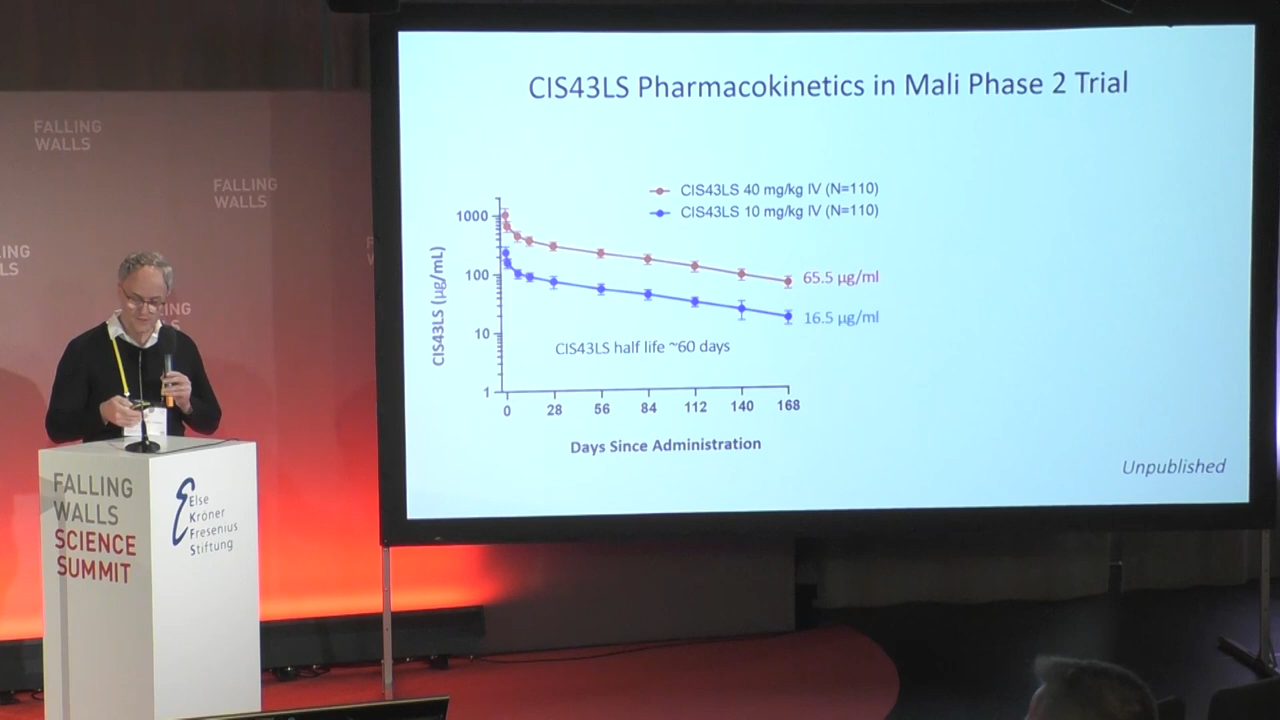 CIS43LS Pharmacokinetics in Mali Phase 2 Trial
CIS43LS 40 mg/kg IV (N=110)
CIS43LS 10 mg/kg IV (N=110)
CIS43LS (µg/mL)
1000
100
10
1
65.5 µg/ml
16.5 µg/ml
CIS43LS half life ~60 days
0 28 56 84 112 140 168
Days Since Administration
Unpublished
FALLING
WALLS
FALLING
WALLS
ING
LS
ING
S
FALLING
WALLS
SCIENCE
SUMMIT
Else
Kröner
Fresenius
Stiftung